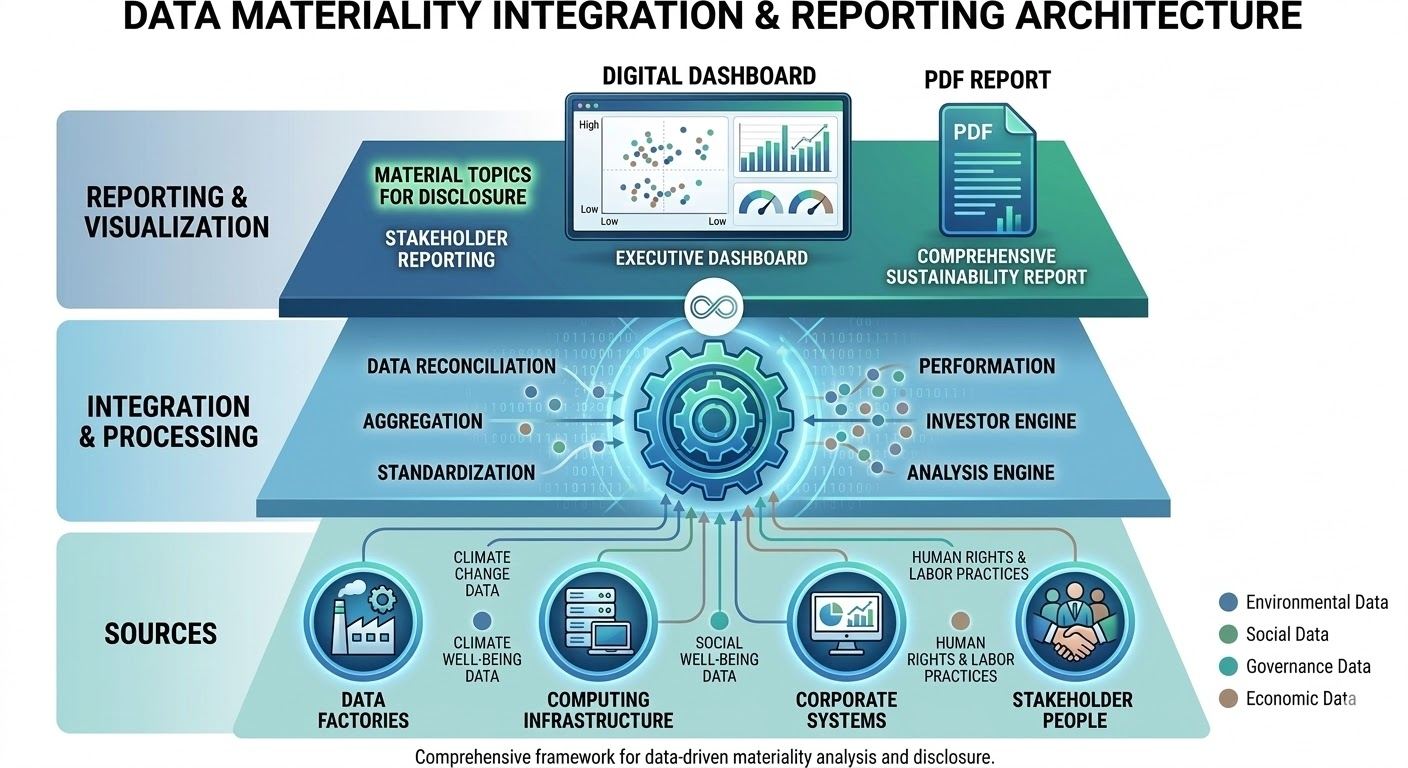 DATA MATERIALITY INTEGRATION & REPORTING ARCHITECTURE
DIGITAL DASHBOARD
PDF REPORT
REPORTING &
VISUALIZATION
MATERIAL TOPICS
FOR DISCLOSURE
STAKEHOLDER
REPORTING
High
Low
Low
Low
EXECUTIVE DASHBOARD
PDF
COMPREHENSIVE
SUSTAINABILITY REPORT
INTEGRATION
& PROCESSING
DATA RECONCILIATION
AGGREGATION
STANDARDIZATION
PERFORMATION
INVESTOR ENGINE
ANALYSIS ENGINE
SOURCES
CLIMATE
CHANGE
DATA
HUMAN RIGHTS &
LABOR PRACTICES
CLIMATE
WELL-BEING
DATA
SOCIAL
WELL-BEING
DATA
HUMAN
RIGHTS & LABOR
PRACTICES
DATA
FACTORIES
COMPUTING
INFRASTRUCTURE
CORPORATE
SYSTEMS
STAKEHOLDER
PEOPLE
Environmental Data
Social Data
Governance Data
Economic Data
Comprehensive framework for data-driven materiality analysis and disclosure.